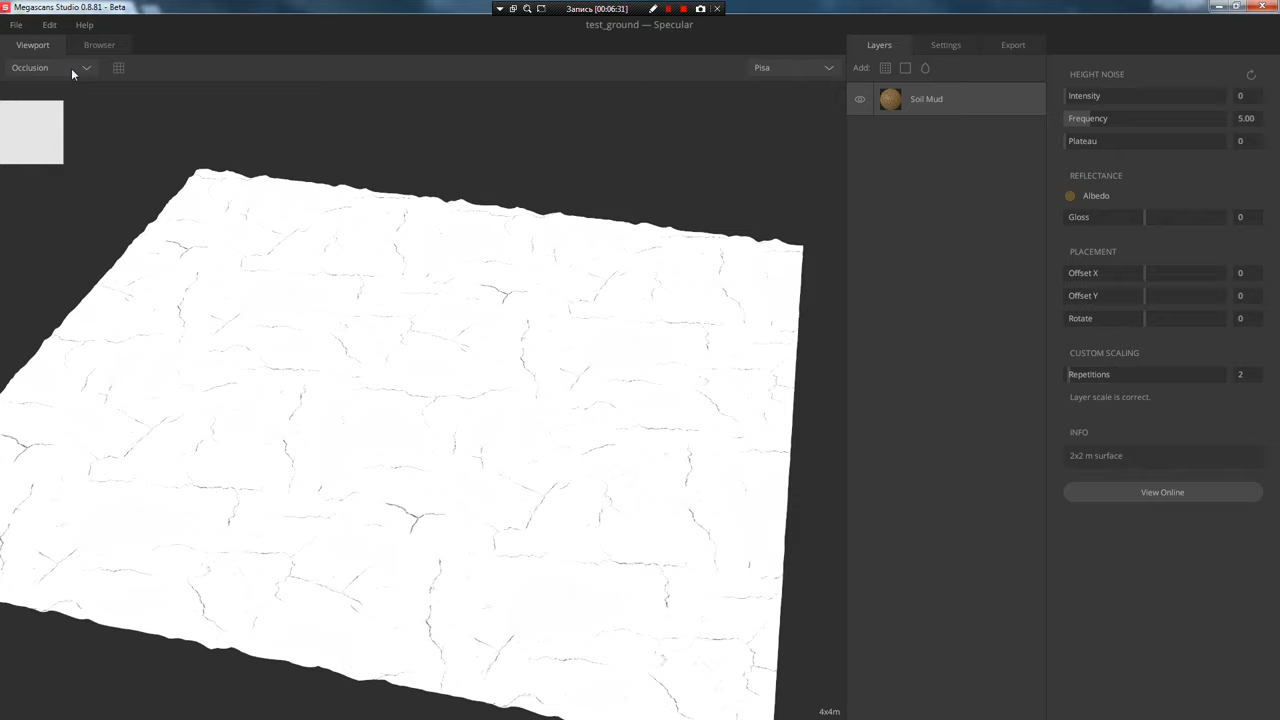 Megascans Studio 0.8.81 - Beta
Запись [00:06:31]
File Edit Help
test_ground — Specular
Viewport Browser
Layers Settings Export
Occlusion
Pisa
Add:
Soil Mud
4x4m
HEIGHT NOISE
Intensity 0
Frequency 5.00
Plateau 0
REFLECTANCE
Albedo
Gloss 0
PLACEMENT
Offset X 0
Offset Y 0
Rotate 0
CUSTOM SCALING
Repetitions 2
Layer scale is correct.
INFO
2x2 m surface
View Online